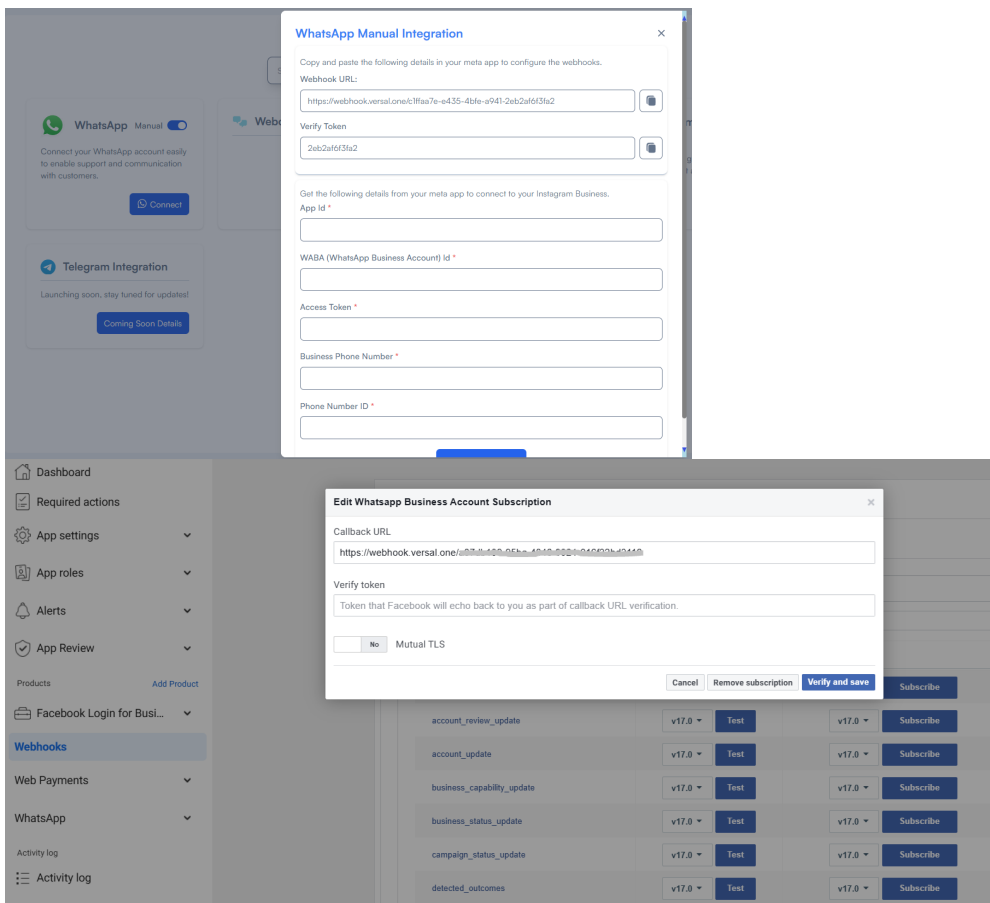 WhatsApp Manual Integration
Copy and paste the following details in your meta app to configure the webhooks.
Webhook URL:
https://webhook.versal.one/c1ffaa7e-e435-4bfe-a941-2eb2af6f3fa2
Verify Token
2eb2af6f3fa2
Get the following details from your meta app to connect to your Instagram Business.
App Id *
WABA (WhatsApp Business Account) Id *
Access Token *
Business Phone Number *
Phone Number ID *
WhatsApp Manual
Connect your WhatsApp account easily
to enable support and communication
with customers.
Connect
Telegram Integration
Launching soon, stay tuned for updates!
Coming Soon Details
Dashboard
Required actions
App settings
App roles
Alerts
App Review
Products Add Product
Facebook Login for Busi...
Webhooks
Web Payments
WhatsApp
Activity log
Activity log
Edit Whatsapp Business Account Subscription
Callback URL
https://webhook.versal.one/
Verify token
Token that Facebook will echo back to you as part of callback URL verification.
No Mutual TLS
Cancel Remove subscription Verify and save
Subscribe
account_review_update v17.0 Test v17.0 Subscribe
account_update v17.0 Test v17.0 Subscribe
business_capability_update v17.0 Test v17.0 Subscribe
business_status_update v17.0 Test v17.0 Subscribe
campaign_status_update v17.0 Test v17.0 Subscribe
detected_outcomes v17.0 Test v17.0 Subscribe